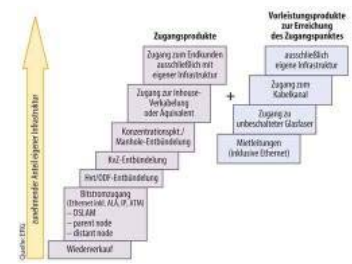 Zugangsprodukte
Vorleistungsprodukte
zur Erreichung
des Zugangspunktes
zunehmender Anteil eigener Infrastruktur
Zugang zum Endkunden
ausschließlich mit
eigener Infrastruktur
Zugang zur Inhouse-
Verkabelung
oder Äquivalent
Konzentrationspkt./
Manhole-Entbündelung
KvZ-Entbündelung
Hvt/ODF-Entbündelung
Bitstromzugang
(Ethernet inkl. ALA, IP, ATM)
– DSLAM
– parent node
– distant node
Wiederverkauf
+
ausschließlich
eigene Infrastruktur
Zugang zum
Kabelkanal
Zugang zu
unbeschalteter Glasfaser
Mietleitungen
(inklusive Ethernet)
Quelle: ERG